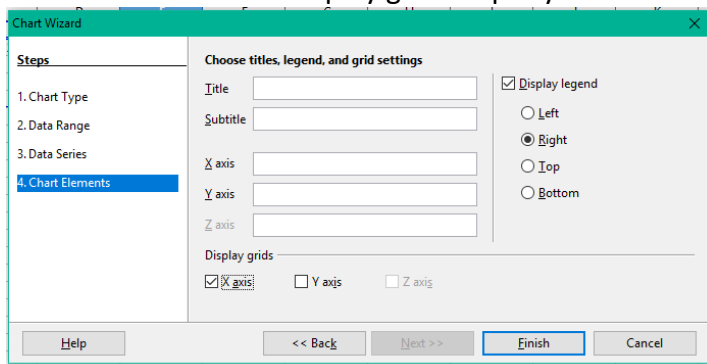 Chart Wizard
Steps
1. Chart Type
2. Data Range
3. Data Series
4. Chart Elements
Choose titles, legend, and grid settings
Title
Subtitle
X axis
Y axis
Z axis
Display legend
Left
Right
Top
Bottom
Display grids
X axis
Y axis
Z axis
Help
<< Back
Next >>
Finish
Cancel